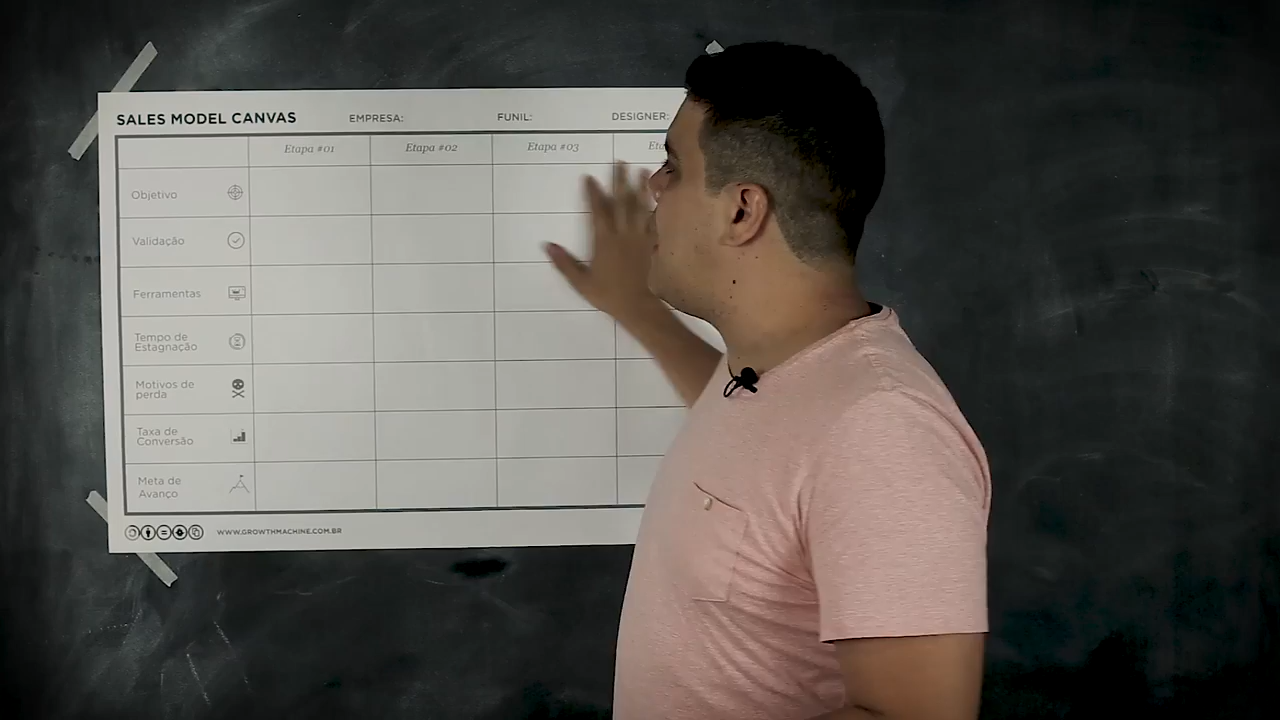 SALES MODEL CANVAS EMPRESA: FUNIL: DESIGNER:
Etapa #01 Etapa #02 Etapa #03
Objetivo
Validação
Ferramentas
Tempo de
Estagnação
Motivos de
perda
Taxa de
Conversão
Meta de
Avanço
WWW.GROWTHMACHINE.COM.BR